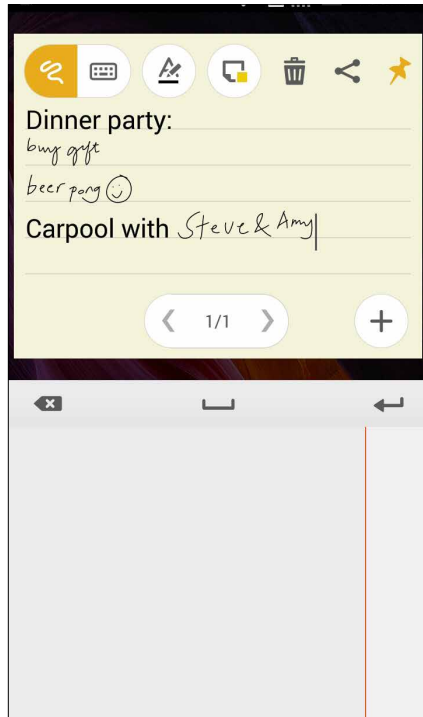 Dinner party:
buy gift
beer pong ☺
Carpool with Steve & Amy
1/1